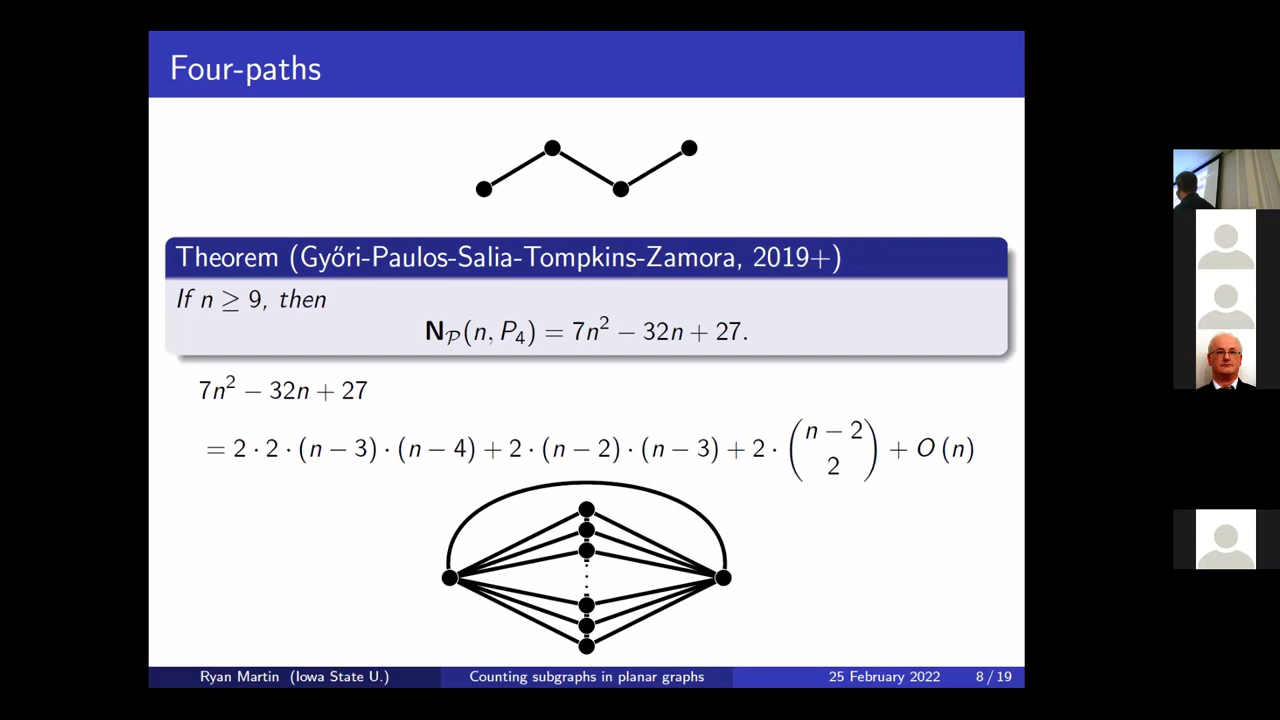 Four-paths
Theorem (Győri-Paulos-Salia-Tompkins-Zamora, 2019+)
If n ≥ 9, then
N_𝒫(n, P₄) = 7n² − 32n + 27.
7n² − 32n + 27
= 2 · 2 · (n − 3) · (n − 4) + 2 · (n − 2) · (n − 3) + 2 · (n − 2 2) + O (n)
Ryan Martin (Iowa State U.) Counting subgraphs in planar graphs 25 February 2022 8 / 19